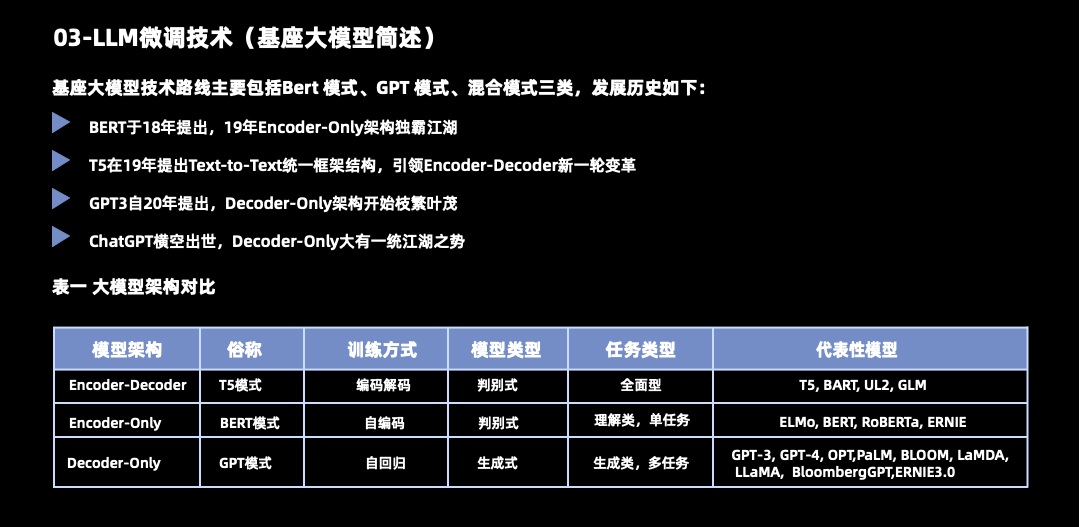 03-LLM微调技术（基座大模型简述）
基座大模型技术路线主要包括Bert 模式、GPT 模式、混合模式三类，发展历史如下：
BERT于18年提出，19年Encoder-Only架构独霸江湖
T5在19年提出Text-to-Text统一框架结构，引领Encoder-Decoder新一轮变革
GPT3自20年提出，Decoder-Only架构开始枝繁叶茂
ChatGPT横空出世，Decoder-Only大有一统江湖之势
表一 大模型架构对比
模型架构 俗称 训练方式 模型类型 任务类型 代表性模型
Encoder-Decoder T5模式 编码解码 判别式 全面型 T5, BART, UL2, GLM
Encoder-Only BERT模式 自编码 判别式 理解类，单任务 ELMo, BERT, RoBERTa, ERNIE
Decoder-Only GPT模式 自回归 生成式 生成类，多任务 GPT-3, GPT-4, OPT,PaLM, BLOOM, LaMDA,
LLaMA, BloombergGPT,ERNIE3.0